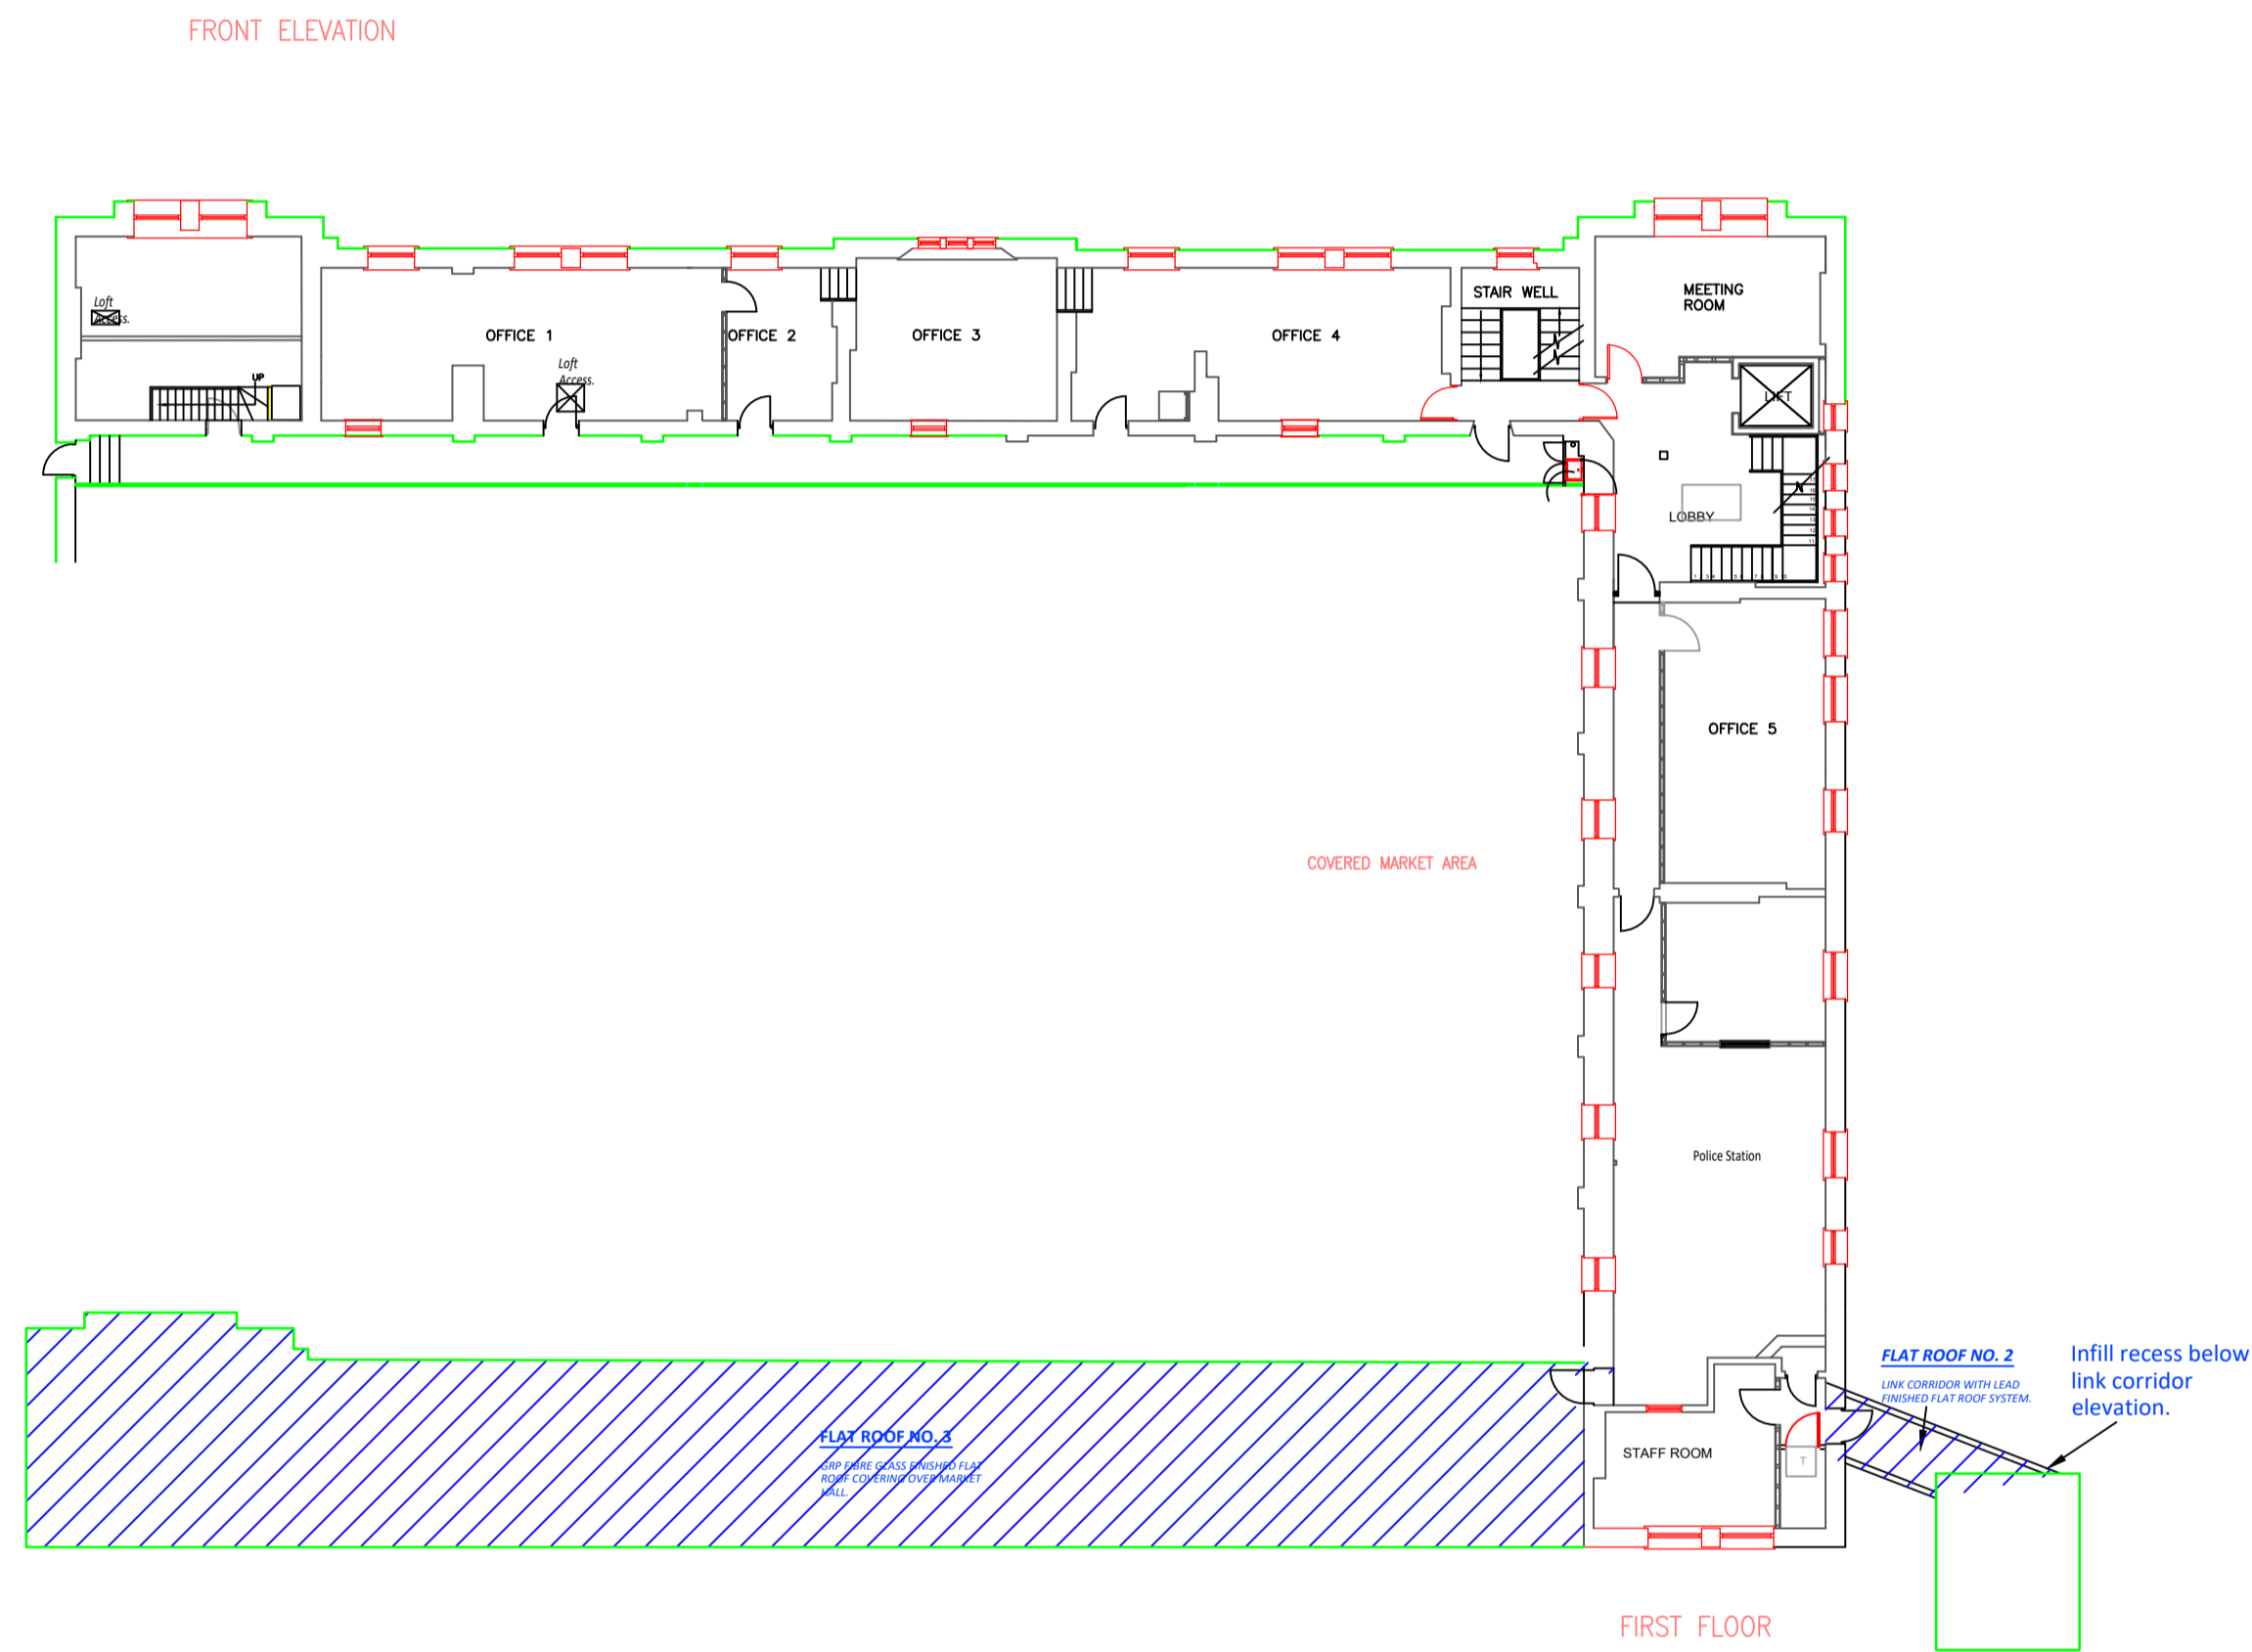 FRONT ELEVATION
Loft
Access.
UP
OFFICE 1
Loft
Access.
OFFICE 2
OFFICE 3
OFFICE 4
STAIR WELL
MEETING
ROOM
LIFT
LOBBY
OFFICE 5
COVERED MARKET AREA
Police Station
FLAT ROOF NO. 2
LINK CORRIDOR WITH LEAD
FINISHED FLAT ROOF SYSTEM.
Infill recess below
link corridor
elevation.
FLAT ROOF NO. 3
GRP FIBRE GLASS FINISHED FLAT
ROOF COVERING OVER MARKET
HALL.
STAFF ROOM
T
FIRST FLOOR